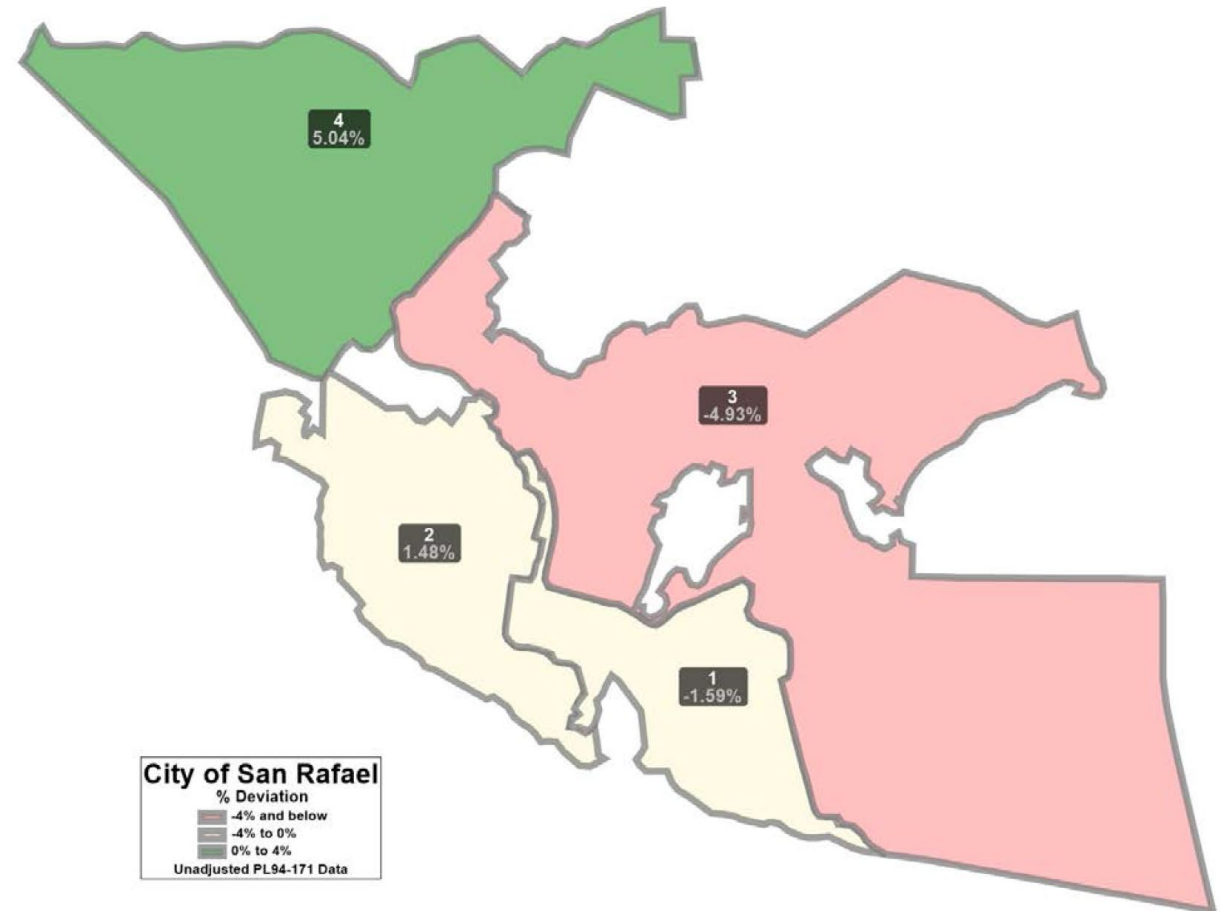 4
5.04%
3
-4.93%
2
1.48%
1
-1.59%
City of San Rafael
% Deviation
-4% and below
-4% to 0%
0% to 4%
Unadjusted PL94-171 Data